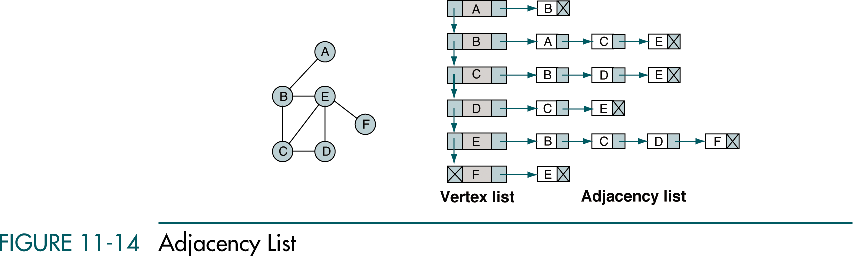 A
B
E
F
C
D
A B
B A C E
C B D E
D C E
E B C D F
F E
Vertex list Adjacency list
FIGURE 11-14 Adjacency List